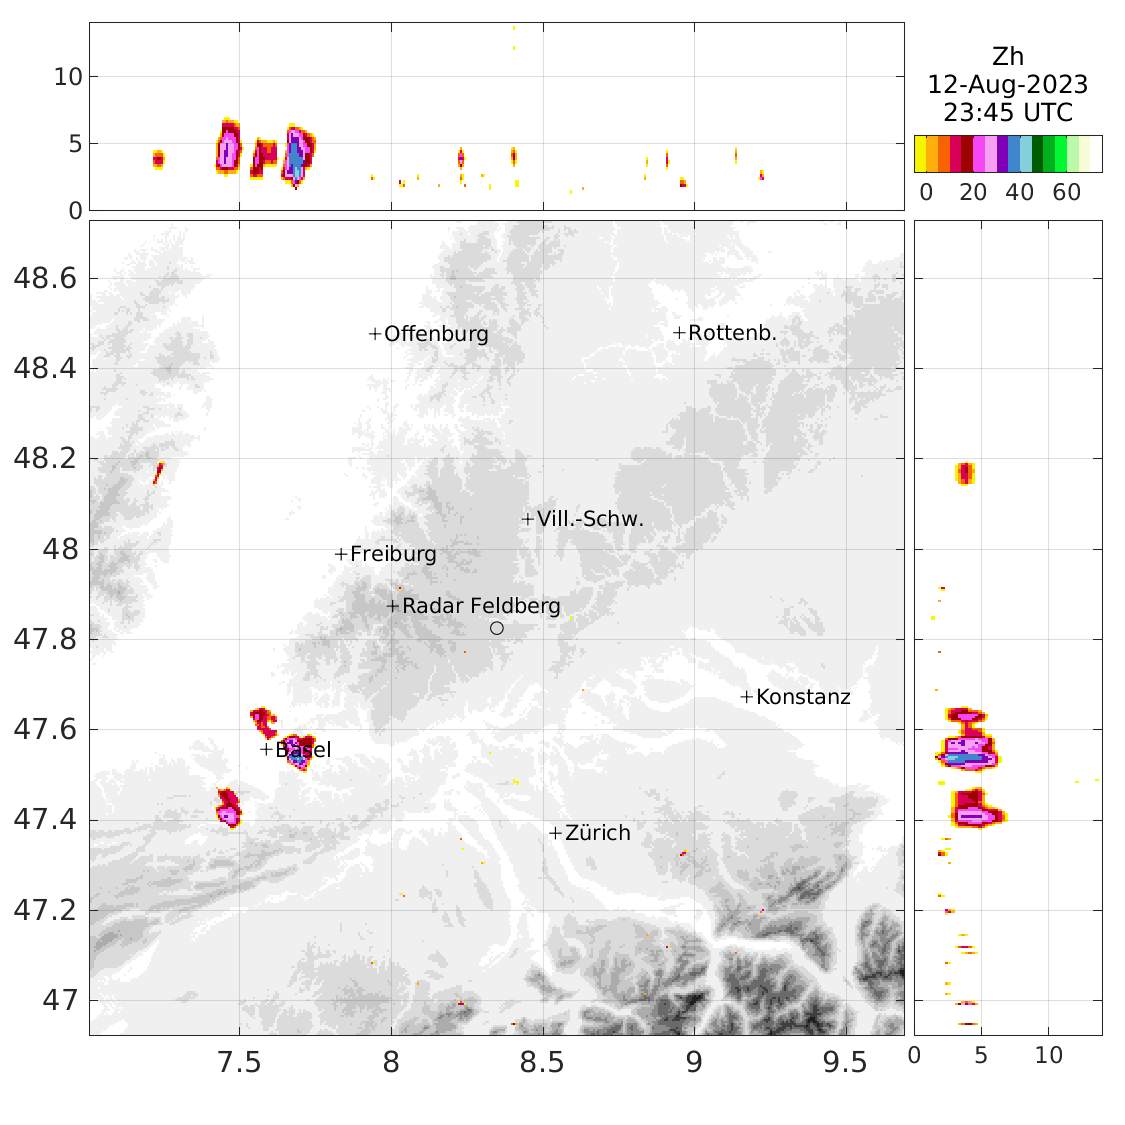 10
5
0
Zh
12-Aug-2023
23:45 UTC
0 20 40 60
48.6
48.4
48.2
48
47.8
47.6
47.4
47.2
47
+Offenburg
+Rottenb.
+Vill.-Schw.
+Freiburg
+Radar Feldberg
+Konstanz
+Basel
+Zürich
7.5 8 8.5 9 9.5
0 5 10